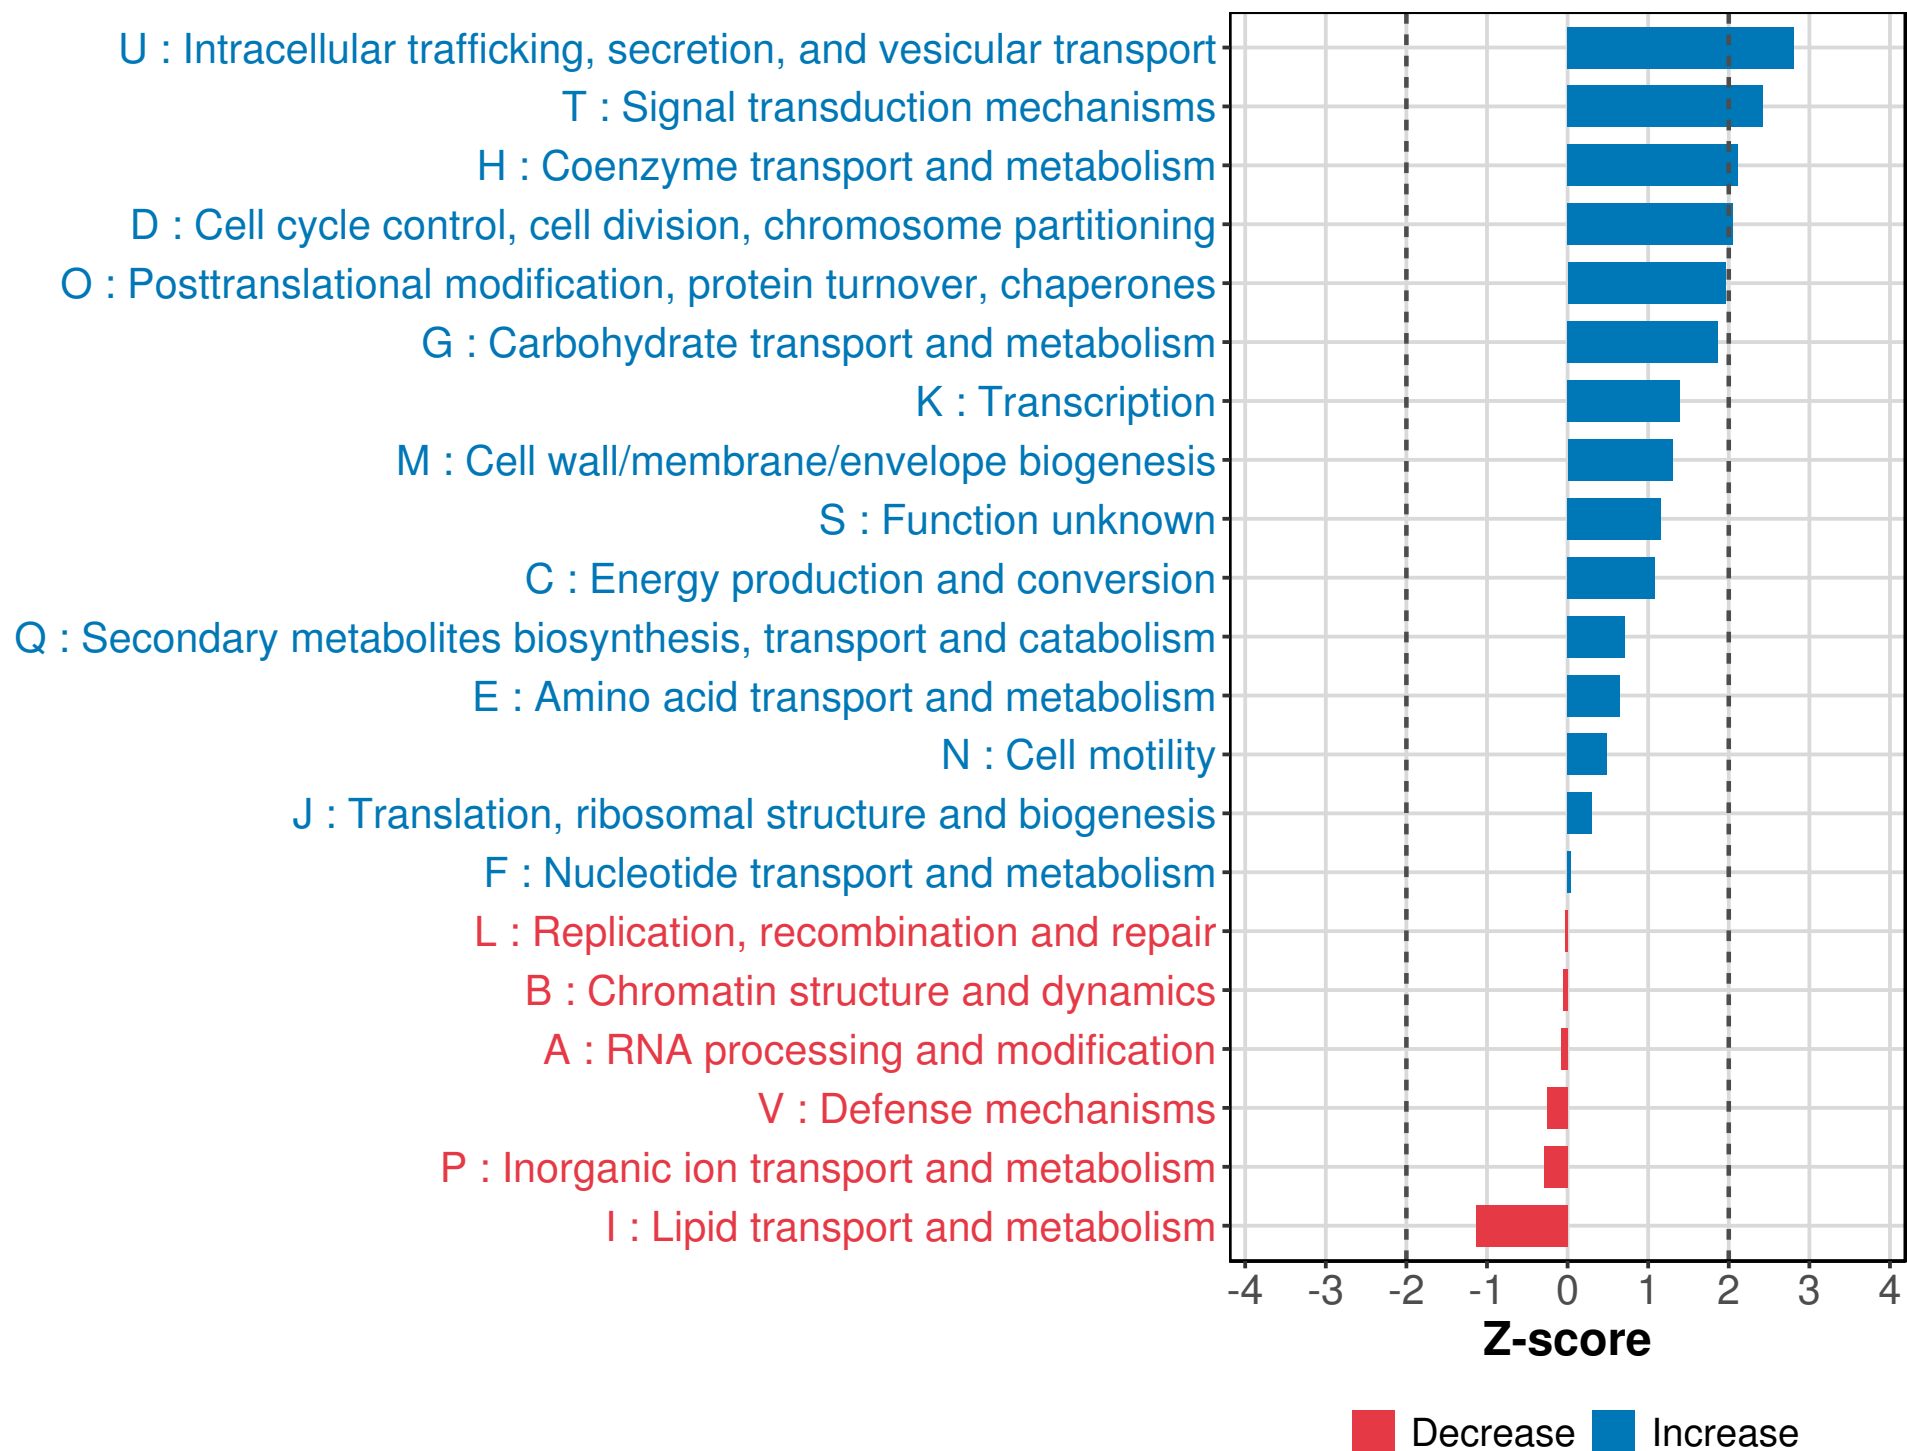 U : Intracellular trafficking, secretion, and vesicular transport
T : Signal transduction mechanisms
H : Coenzyme transport and metabolism
D : Cell cycle control, cell division, chromosome partitioning
O : Posttranslational modification, protein turnover, chaperones
G : Carbohydrate transport and metabolism
K : Transcription
M : Cell wall/membrane/envelope biogenesis
S : Function unknown
C : Energy production and conversion
Q : Secondary metabolites biosynthesis, transport and catabolism
E : Amino acid transport and metabolism
N : Cell motility
J : Translation, ribosomal structure and biogenesis
F : Nucleotide transport and metabolism
L : Replication, recombination and repair
B : Chromatin structure and dynamics
A : RNA processing and modification
V : Defense mechanisms
P : Inorganic ion transport and metabolism
I : Lipid transport and metabolism
-4 -3 -2 -1 0 1 2 3 4
Z-score
Decrease Increase